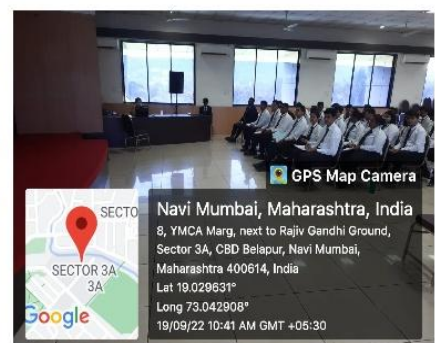 GPS Map Camera
SECTO
SECTOR 3A
3A
Google
Navi Mumbai, Maharashtra, India
8, YMCA Marg, next to Rajiv Gandhi Ground,
Sector 3A, CBD Belapur, Navi Mumbai,
Maharashtra 400614, India
Lat 19.029631°
Long 73.042908°
19/09/22 10:41 AM GMT +05:30